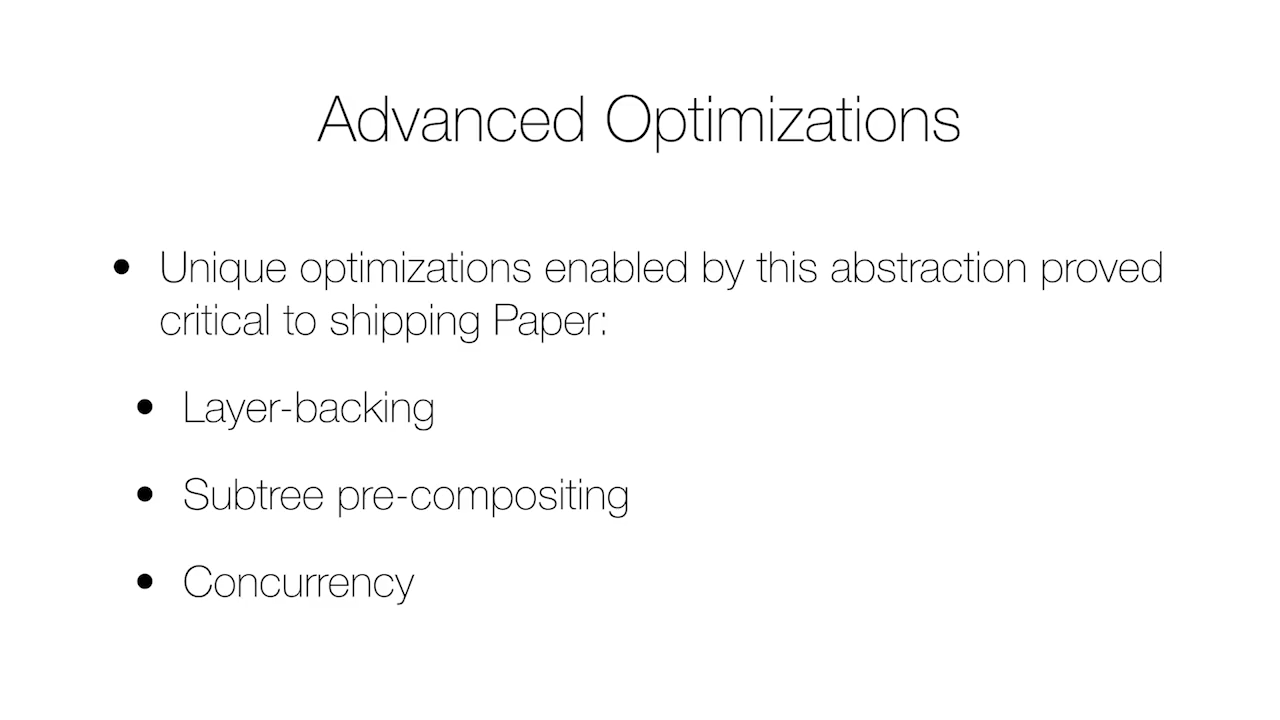 Advanced Optimizations
• Unique optimizations enabled by this abstraction proved
critical to shipping Paper:
• Layer-backing
• Subtree pre-compositing
• Concurrency